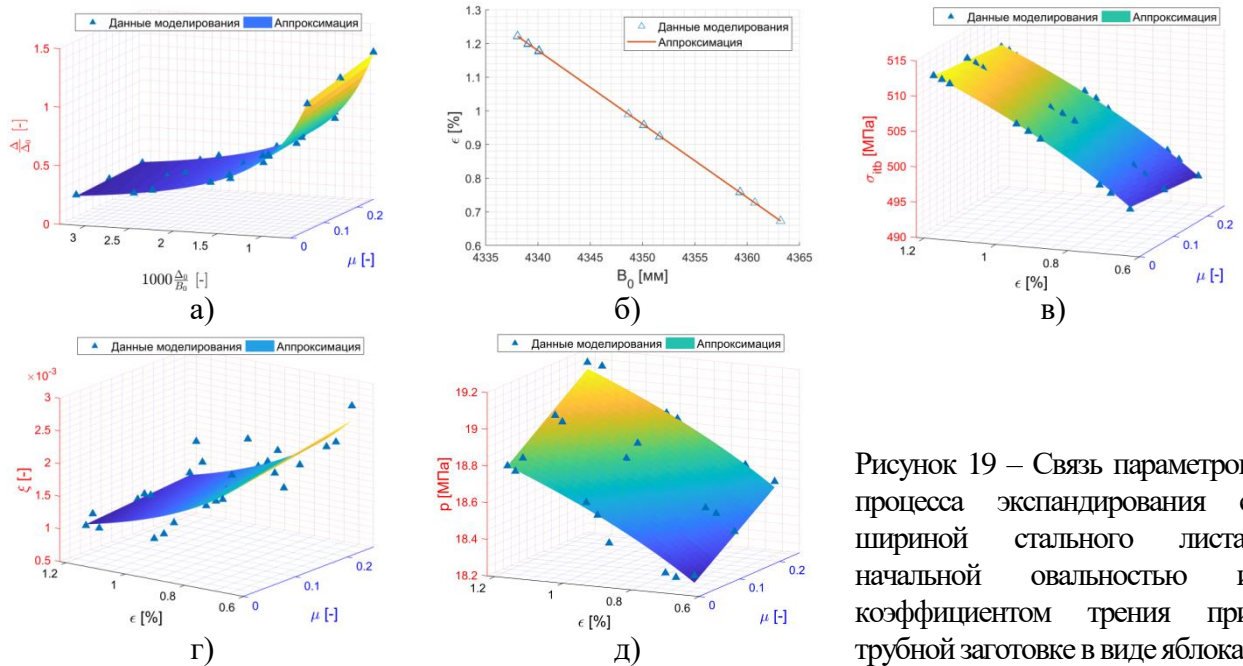 Данные моделирования Аппроксимация
1.5
1
0.5
0
Δ/Δ₀ [-]
3 2.5 2 1.5 1
0 0.1 0.2
μ [-]
1000 Δ₀/B₀ [-]
а)
Данные моделирования
Аппроксимация
1.3
1.2
1.1
1
0.9
0.8
0.7
0.6
ϵ [%]
4335 4340 4345 4350 4355 4360 4365
B₀ [мм]
б)
Данные моделирования Аппроксимация
515
510
505
500
495
490
σitb [МПа]
1.2 1 0.8 0.6
0 0.1 0.2
ϵ [%]
μ [-]
в)
Данные моделирования Аппроксимация
×10⁻³
3
2.5
2
1.5
1
0.5
ξ [-]
1.2 1 0.8 0.6
0 0.1 0.2
ϵ [%]
μ [-]
г)
Данные моделирования Аппроксимация
19.2
19
18.8
18.6
18.4
18.2
p [МПа]
1.2 1 0.8 0.6
0 0.1 0.2
ϵ [%]
μ [-]
д)
Рисунок 19 – Связь параметров
процесса экспандирования
шириной стального листа
начальной овальностью
коэффициентом трения при
трубной заготовке в виде яблока